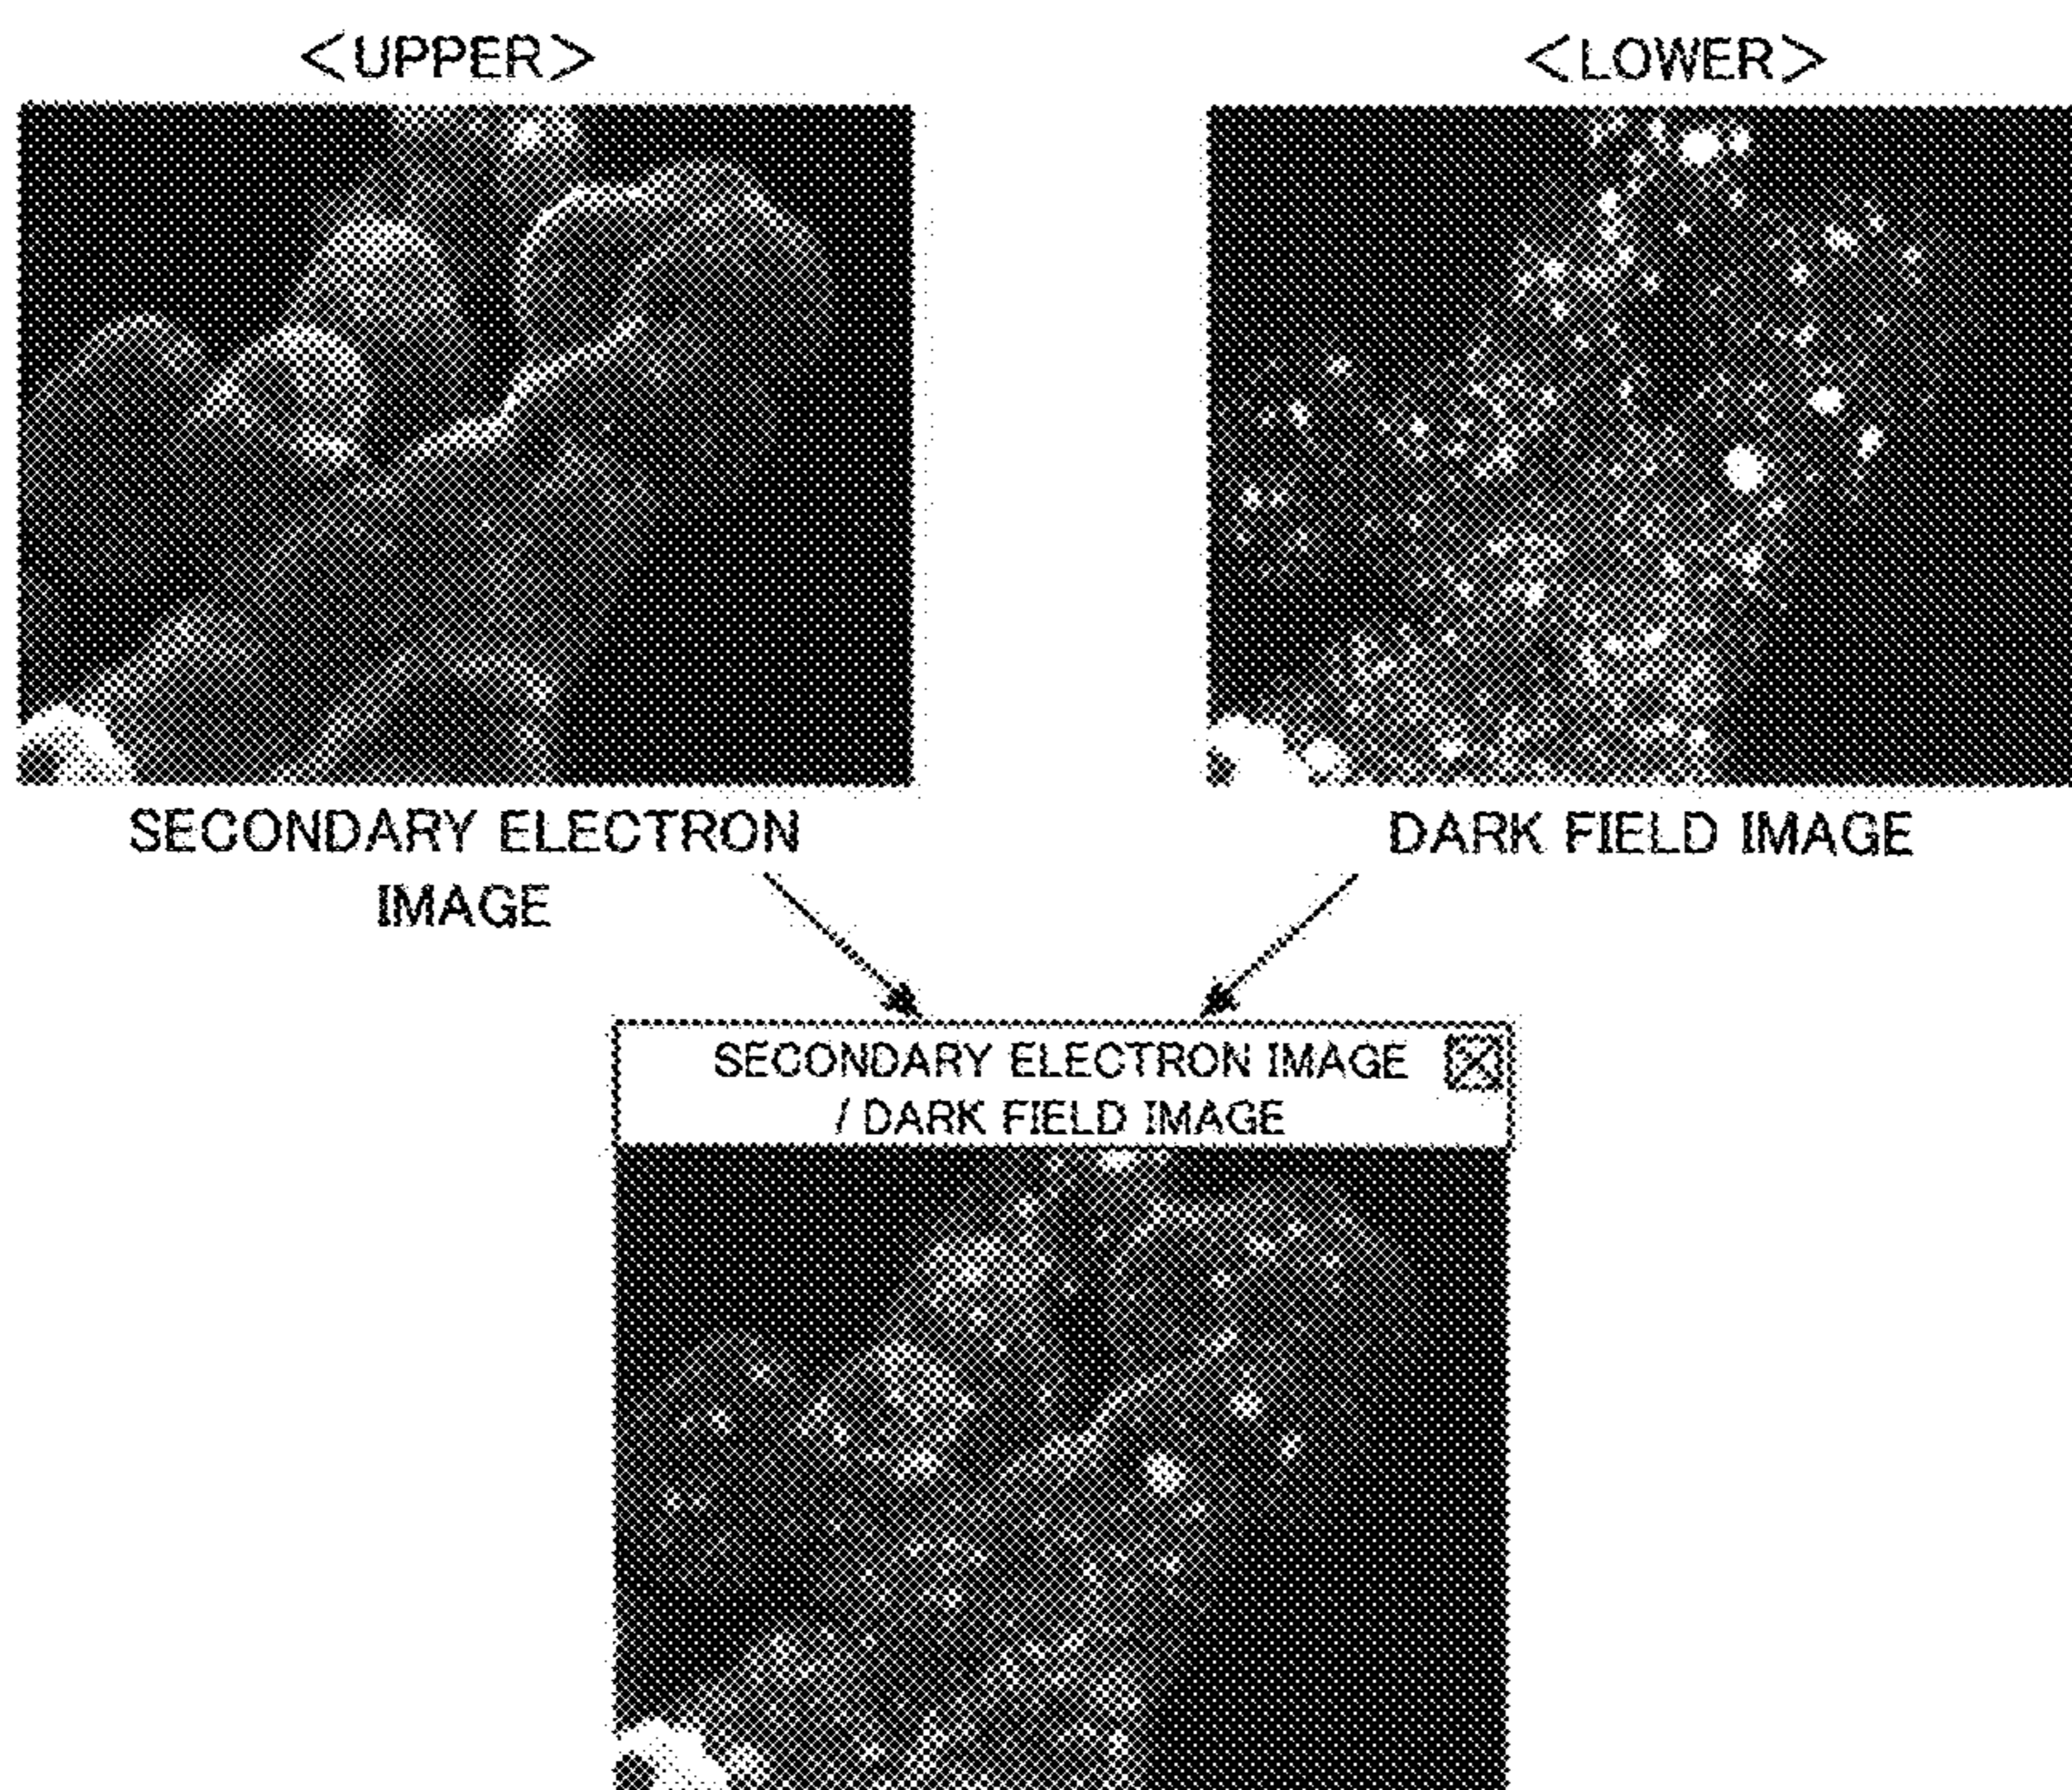 <UPPER>
<LOWER>
SECONDARY ELECTRON
IMAGE
DARK FIELD IMAGE
SECONDARY ELECTRON IMAGE
/ DARK FIELD IMAGE